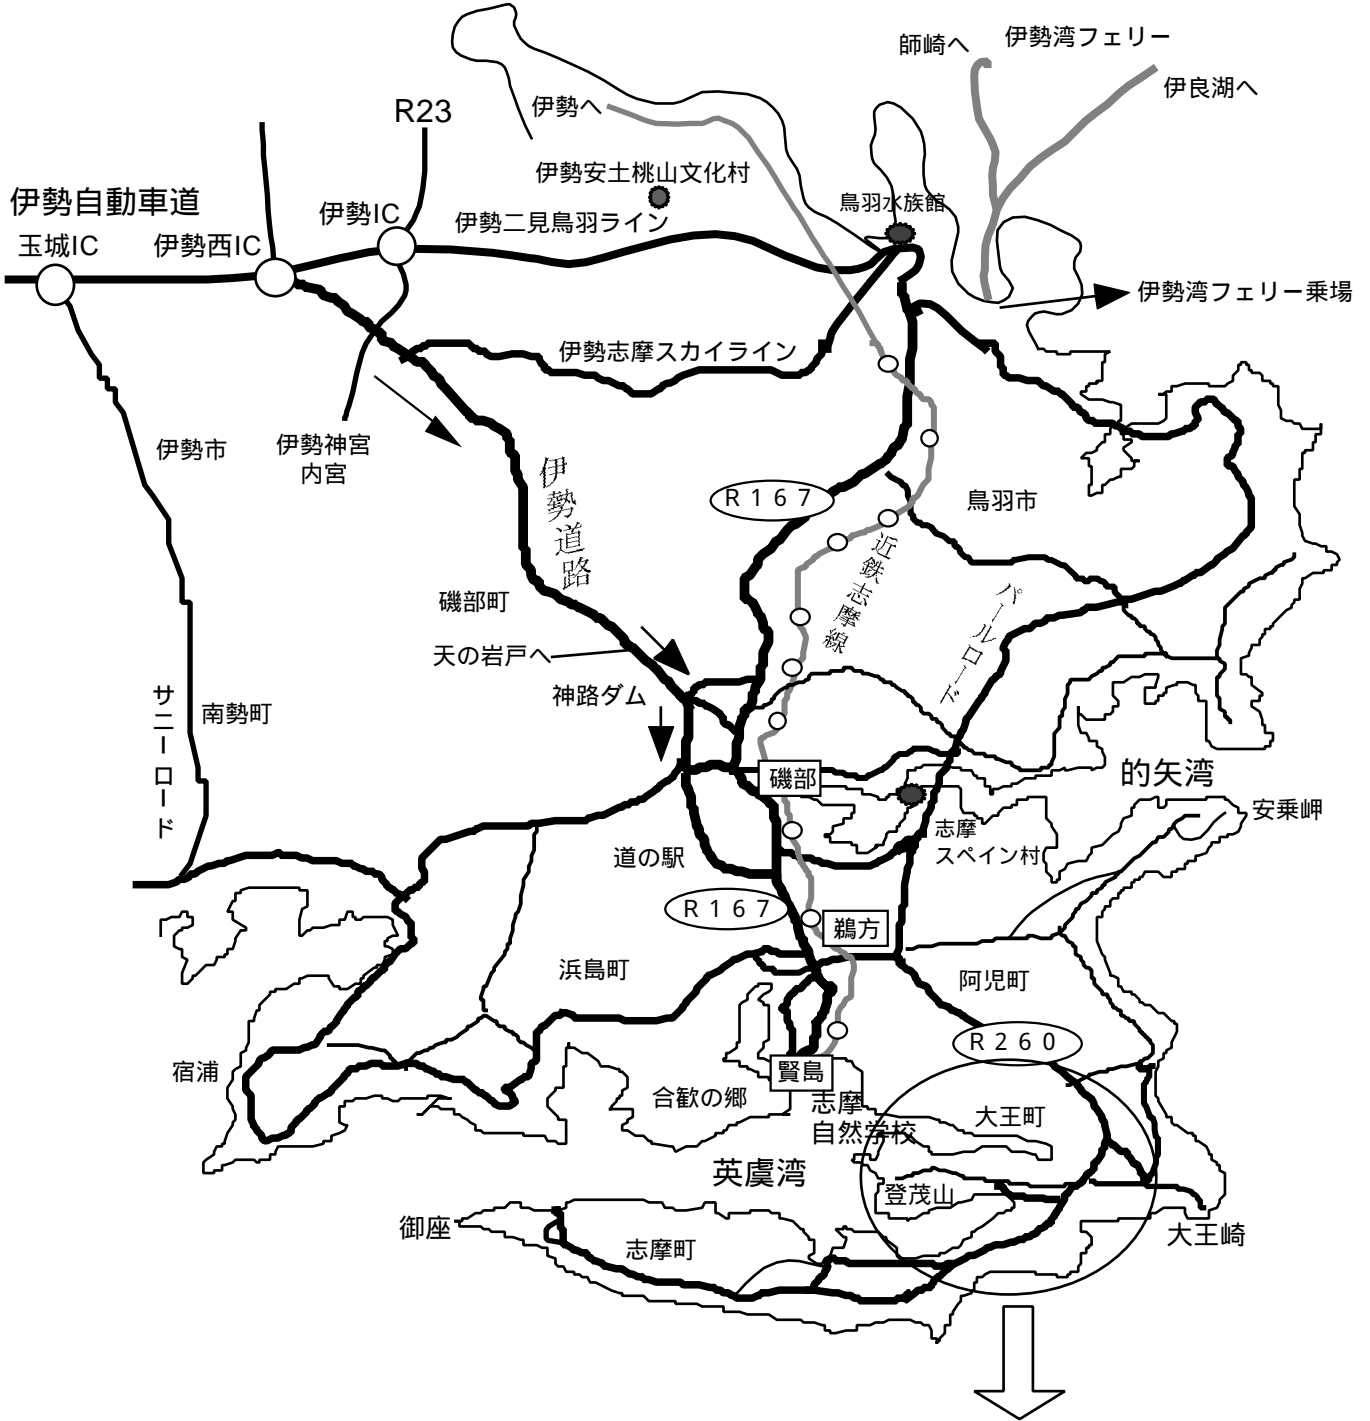 師崎へ
伊勢湾フェリー
伊良湖へ
伊勢へ
R23
伊勢安土桃山文化村
鳥羽水族館
伊勢自動車道
伊勢IC
伊勢二見鳥羽ライン
玉城IC
伊勢西IC
伊勢湾フェリー乗場
伊勢志摩スカイライン
伊勢市
伊勢神宮
内宮
伊勢道路
R167
鳥羽市
近鉄志摩線
パールロード
磯部町
天の岩戸へ
神路ダム
サニーロード
南勢町
磯部
的矢湾
安乗岬
志摩
スペイン村
道の駅
R167
鵜方
浜島町
阿児町
R260
宿浦
賢島
合歓の郷
志摩
自然学校
大王町
英虞湾
登茂山
御座
志摩町
大王崎